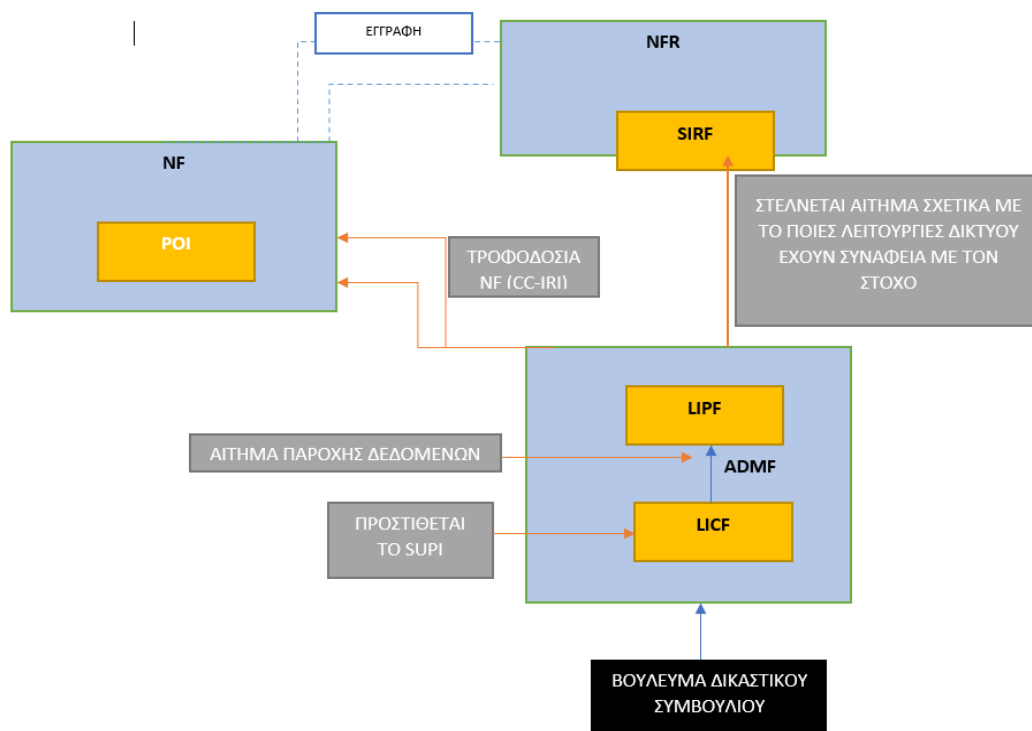 ΕΓΓΡΑΦΗ
NFR
SIRF
NF
POI
ΣΤΕΛΝΕΤΑΙ ΑΙΤΗΜΑ ΣΧΕΤΙΚΑ ΜΕ
ΤΟ ΠΟΙΕΣ ΛΕΙΤΟΥΡΓΙΕΣ ΔΙΚΤΥΟΥ
ΕΧΟΥΝ ΣΥΝΑΦΕΙΑ ΜΕ ΤΟΝ
ΣΤΟΧΟ
ΤΡΟΦΟΔΟΣΙΑ
NF (CC-IRI)
LIPF
ΑΙΤΗΜΑ ΠΑΡΟΧΗΣ ΔΕΔΟΜΕΝΩΝ
ADMF
ΠΡΟΣΤΙΘΕΤΑΙ
ΤΟ SUPI
LICF
ΒΟΥΛΕΥΜΑ ΔΙΚΑΣΤΙΚΟΥ
ΣΥΜΒΟΥΛΙΟΥ